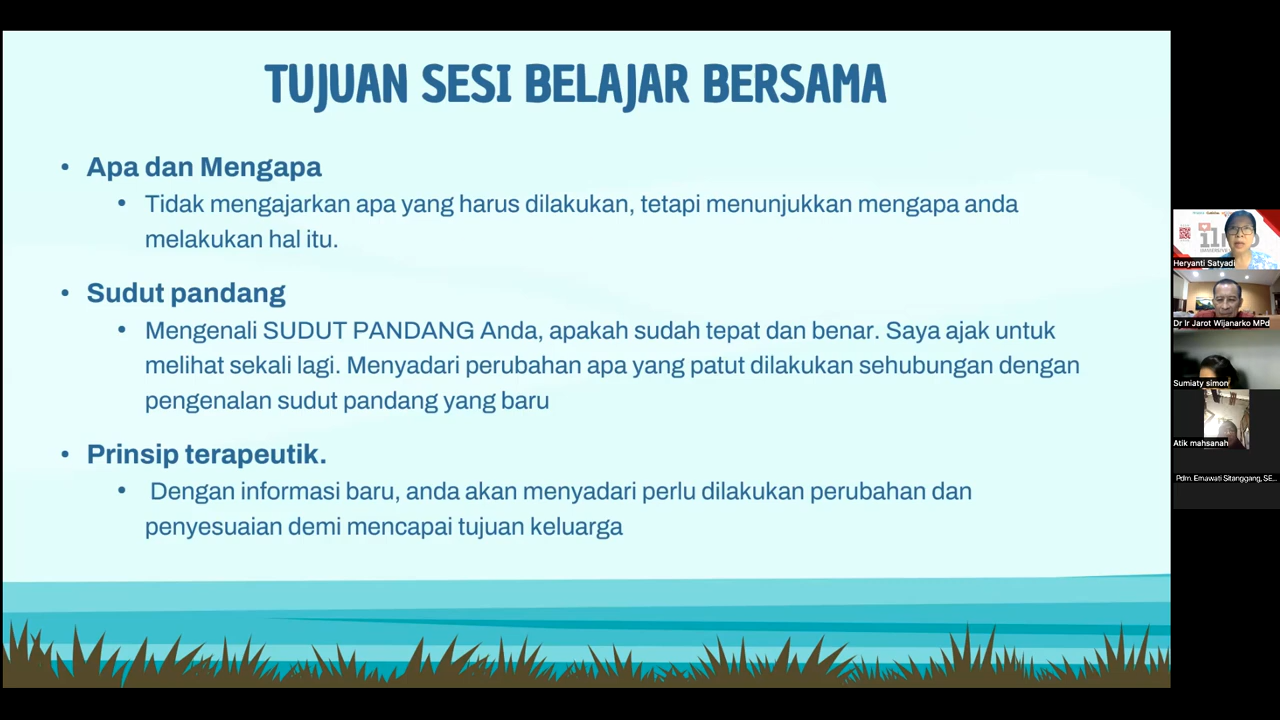 TUJUAN SESI BELAJAR BERSAMA
• Apa dan Mengapa
• Tidak mengajarkan apa yang harus dilakukan, tetapi menunjukkan mengapa anda
melakukan hal itu.
• Sudut pandang
• Mengenali SUDUT PANDANG Anda, apakah sudah tepat dan benar. Saya ajak untuk
melihat sekali lagi. Menyadari perubahan apa yang patut dilakukan sehubungan dengan
pengenalan sudut pandang yang baru
• Prinsip terapeutik.
• Dengan informasi baru, anda akan menyadari perlu dilakukan perubahan dan
penyesuaian demi mencapai tujuan keluarga
Heryanti Satyadi
Dr Ir Jarot Wijanarko MPd
Sumiaty simon
Atik mahsanah
Pdm. Emawati Sitanggang, SE...